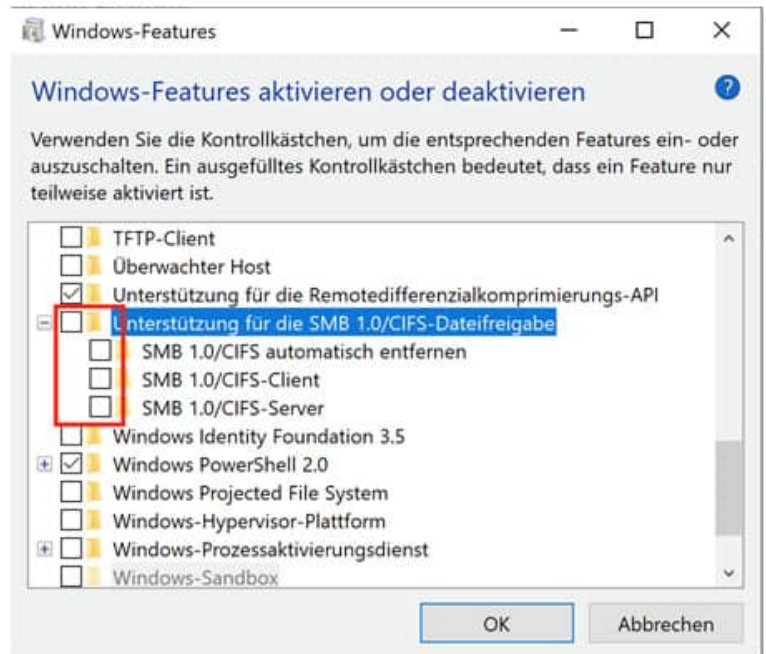 Windows-Features
Windows-Features aktivieren oder deaktivieren
Verwenden Sie die Kontrollkästchen, um die entsprechenden Features ein- oder
auszuschalten. Ein ausgefülltes Kontrollkästchen bedeutet, dass ein Feature nur
teilweise aktiviert ist.
TFTP-Client
Überwachter Host
Unterstützung für die Remotedifferenzialkomprimierungs-API
Unterstützung für die SMB 1.0/CIFS-Dateifreigabe
SMB 1.0/CIFS automatisch entfernen
SMB 1.0/CIFS-Client
SMB 1.0/CIFS-Server
Windows Identity Foundation 3.5
Windows PowerShell 2.0
Windows Projected File System
Windows-Hypervisor-Plattform
Windows-Prozessaktivierungsdienst
Windows-Sandbox
OK Abbrechen